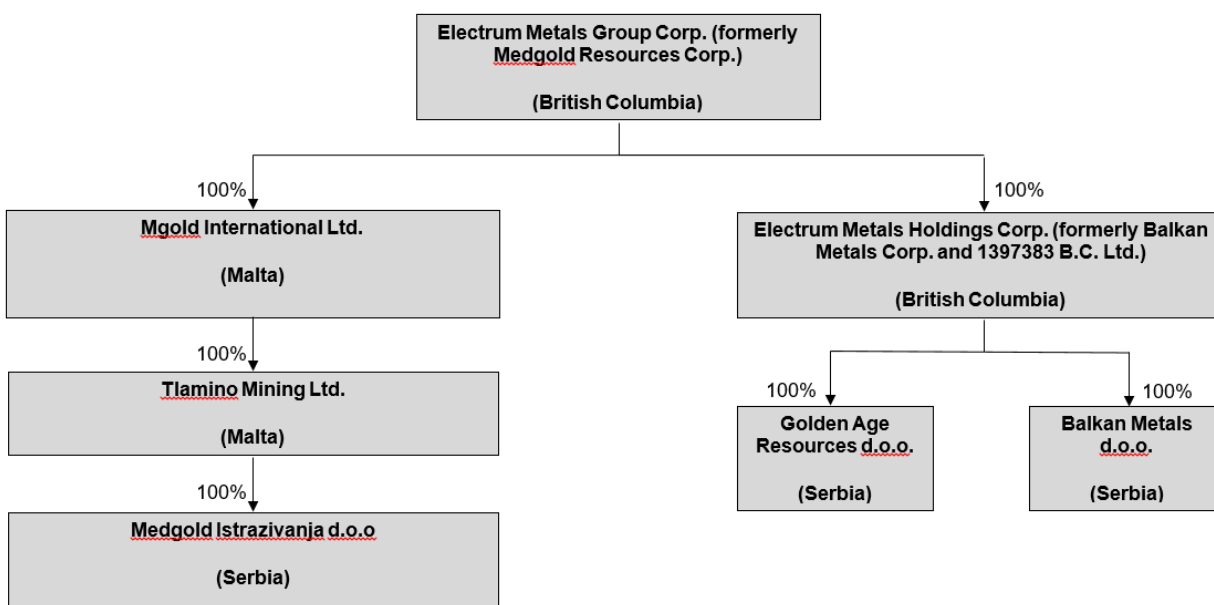 Electrum Metals Group Corp. (formerly
Medgold Resources Corp.)
(British Columbia)
100%
100%
Mgold International Ltd.
(Malta)
Electrum Metals Holdings Corp. (formerly Balkan
Metals Corp. and 1397383 B.C. Ltd.)
(British Columbia)
100%
Tlamino Mining Ltd.
(Malta)
100%
100%
Golden Age
Resources d.o.o.
(Serbia)
Balkan Metals
d.o.o.
(Serbia)
100%
Medgold Istrazivanja d.o.o
(Serbia)